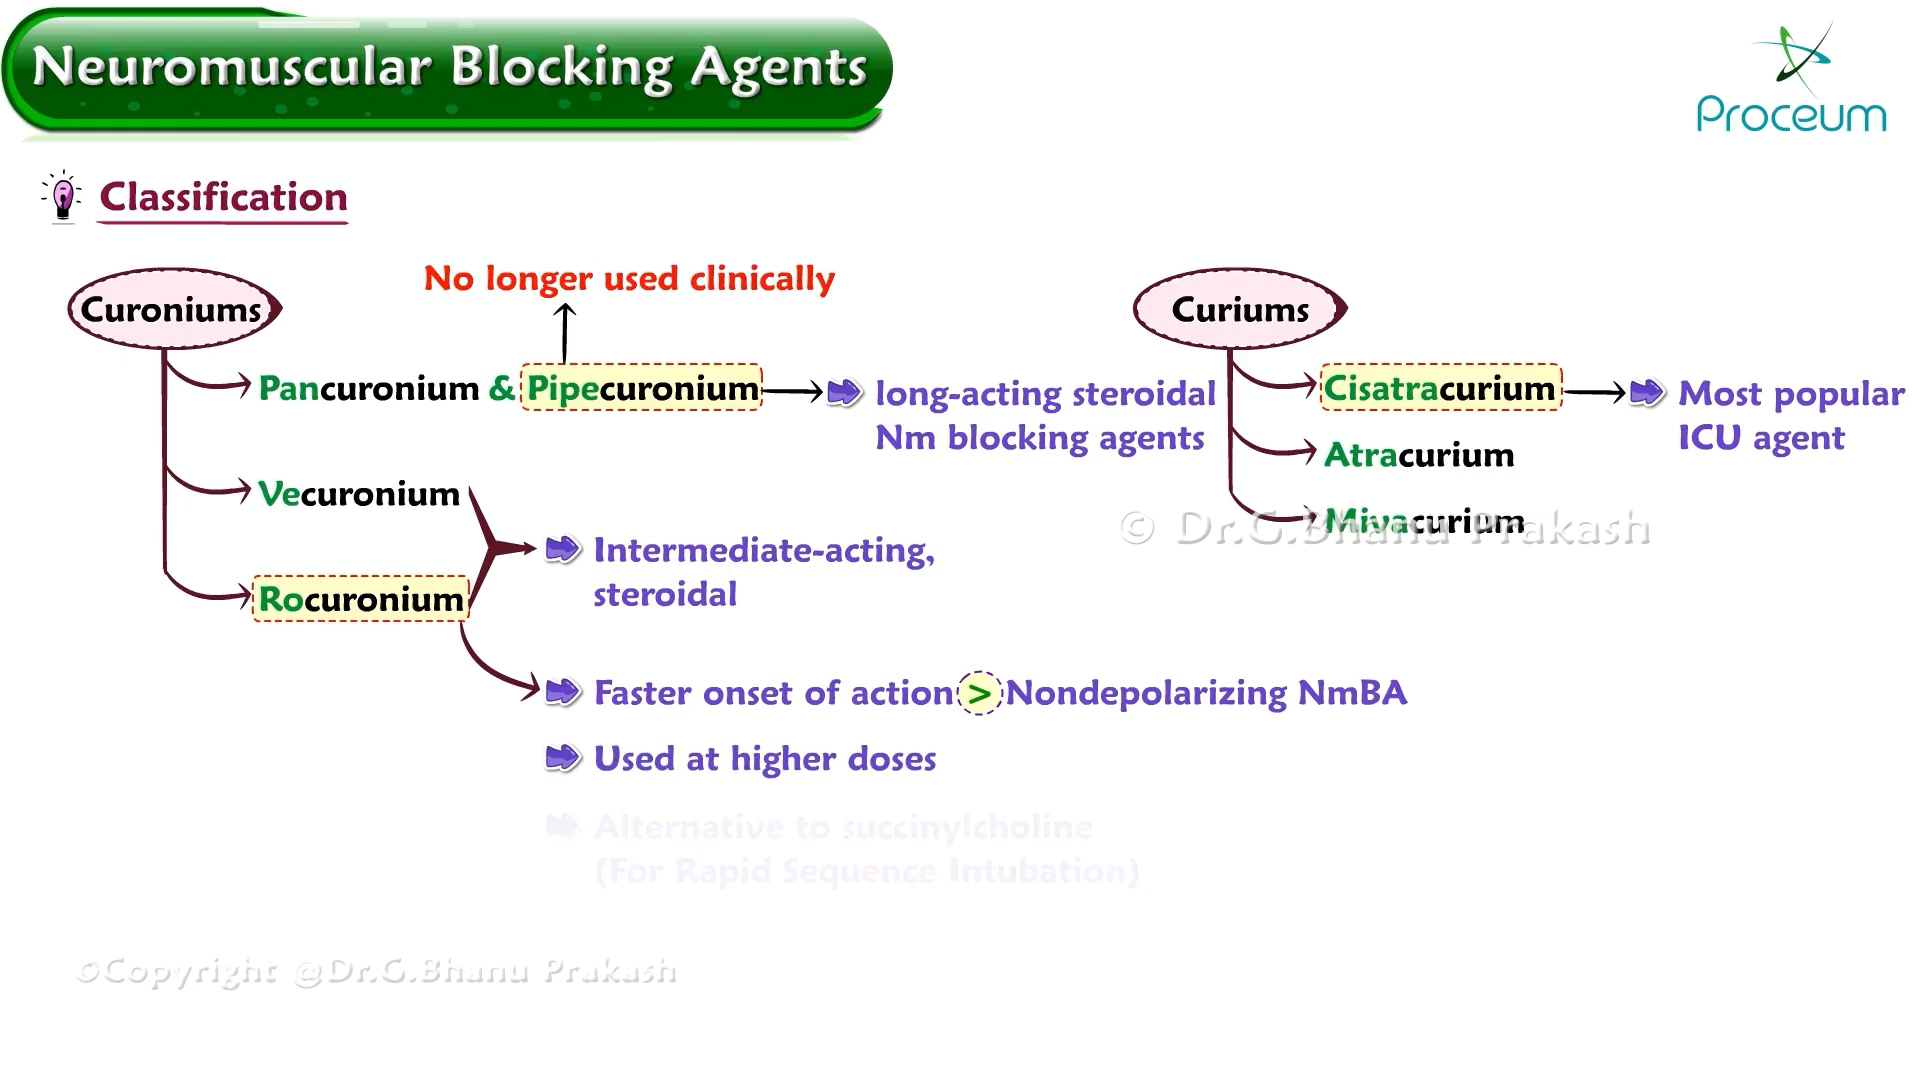 Neuromuscular Blocking Agents
Proceum
Classification
Curoniums
No longer used clinically
Pancuronium & Pipecuronium
long-acting steroidal
Nm blocking agents
Vecuronium
Intermediate-acting,
steroidal
Rocuronium
Faster onset of action > Nondepolarizing NmBA
Used at higher doses
Alternative to succinylcholine
(For Rapid Sequence Intubation)
Curiums
Cisatracurium
Most popular
ICU agent
Atracurium
Mivacurium
© Dr.G.Bhanu Prakash
©Copyright @Dr.G.Bhanu Prakash